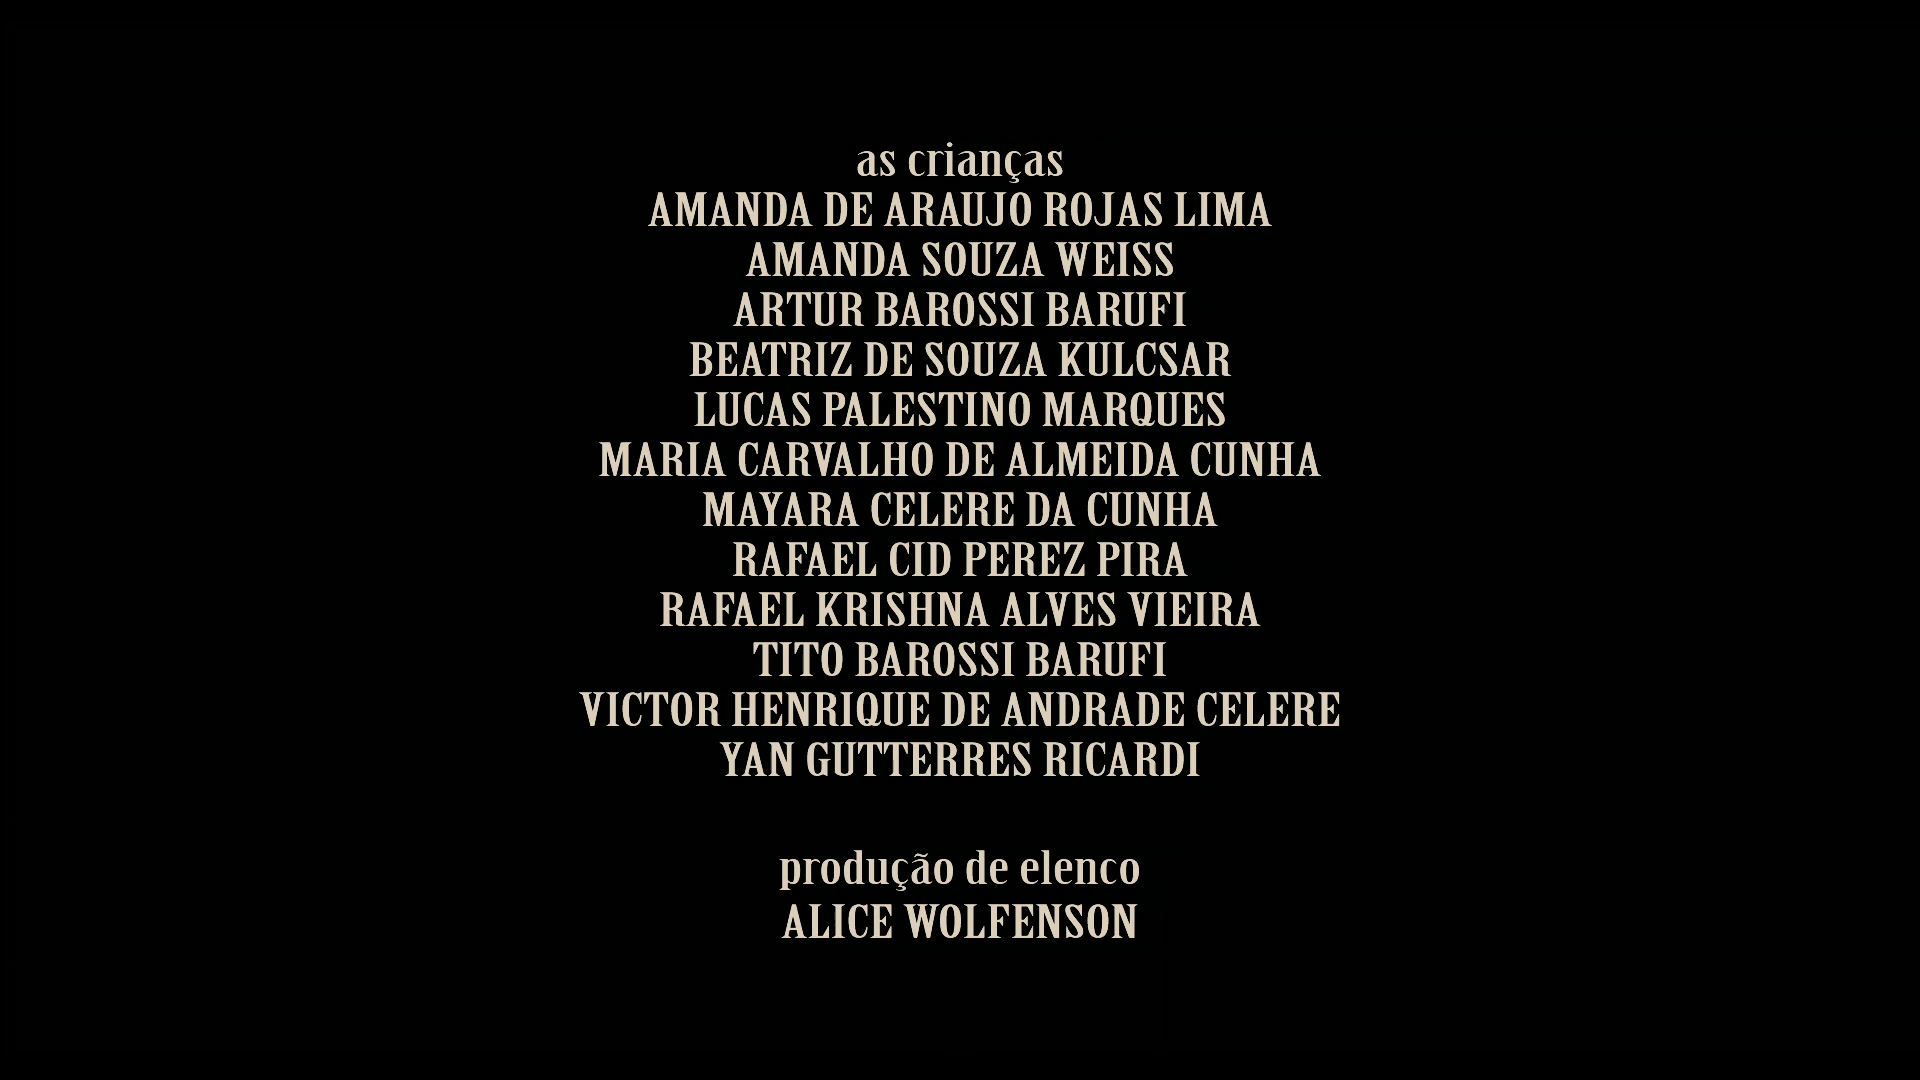 as crianças
AMANDA DE ARAUJO ROJAS LIMA
AMANDA SOUZA WEISS
ARTUR BAROSSI BARUFI
BEATRIZ DE SOUZA KULCSAR
LUCAS PALESTINO MARQUES
MARIA CARVALHO DE ALMEIDA CUNHA
MAYARA CELERE DA CUNHA
RAFAEL CID PEREZ PIRA
RAFAEL KRISHNA ALVES VIEIRA
TITO BAROSSI BARUFI
VICTOR HENRIQUE DE ANDRADE CELERE
YAN GUTTERRES RICARDI
produção de elenco
ALICE WOLFENSON